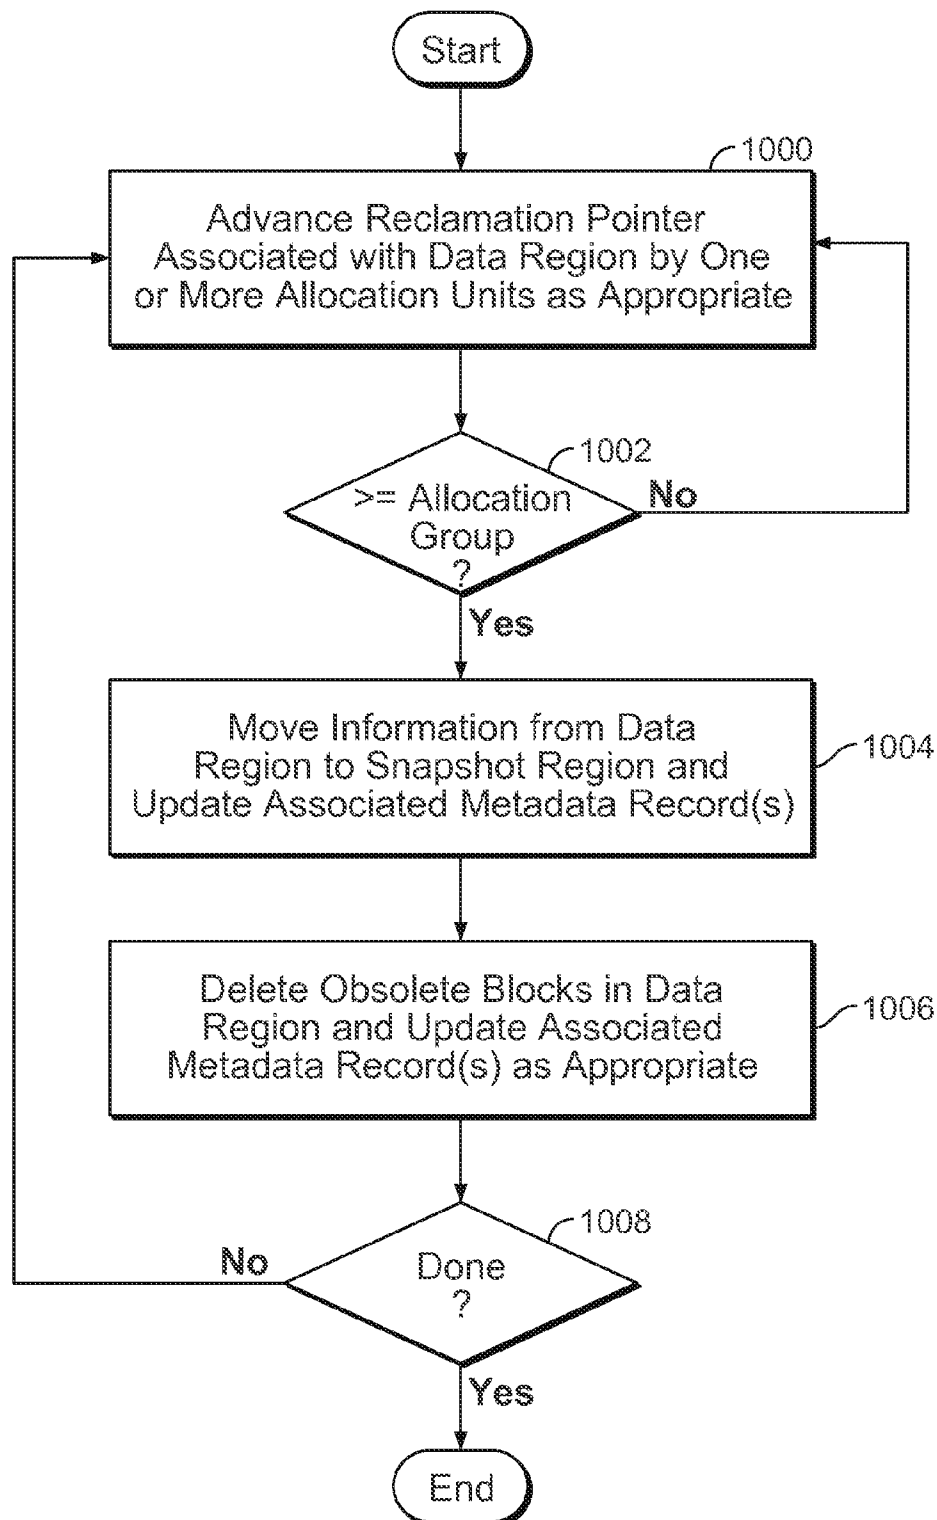 Start
1000
Advance Reclamation Pointer
Associated with Data Region by One
or More Allocation Units as Appropriate
1002
>= Allocation
Group
?
No
Yes
Move Information from Data
Region to Snapshot Region and
Update Associated Metadata Record(s)
1004
Delete Obsolete Blocks in Data
Region and Update Associated
Metadata Record(s) as Appropriate
1006
1008
Done
?
No
Yes
End